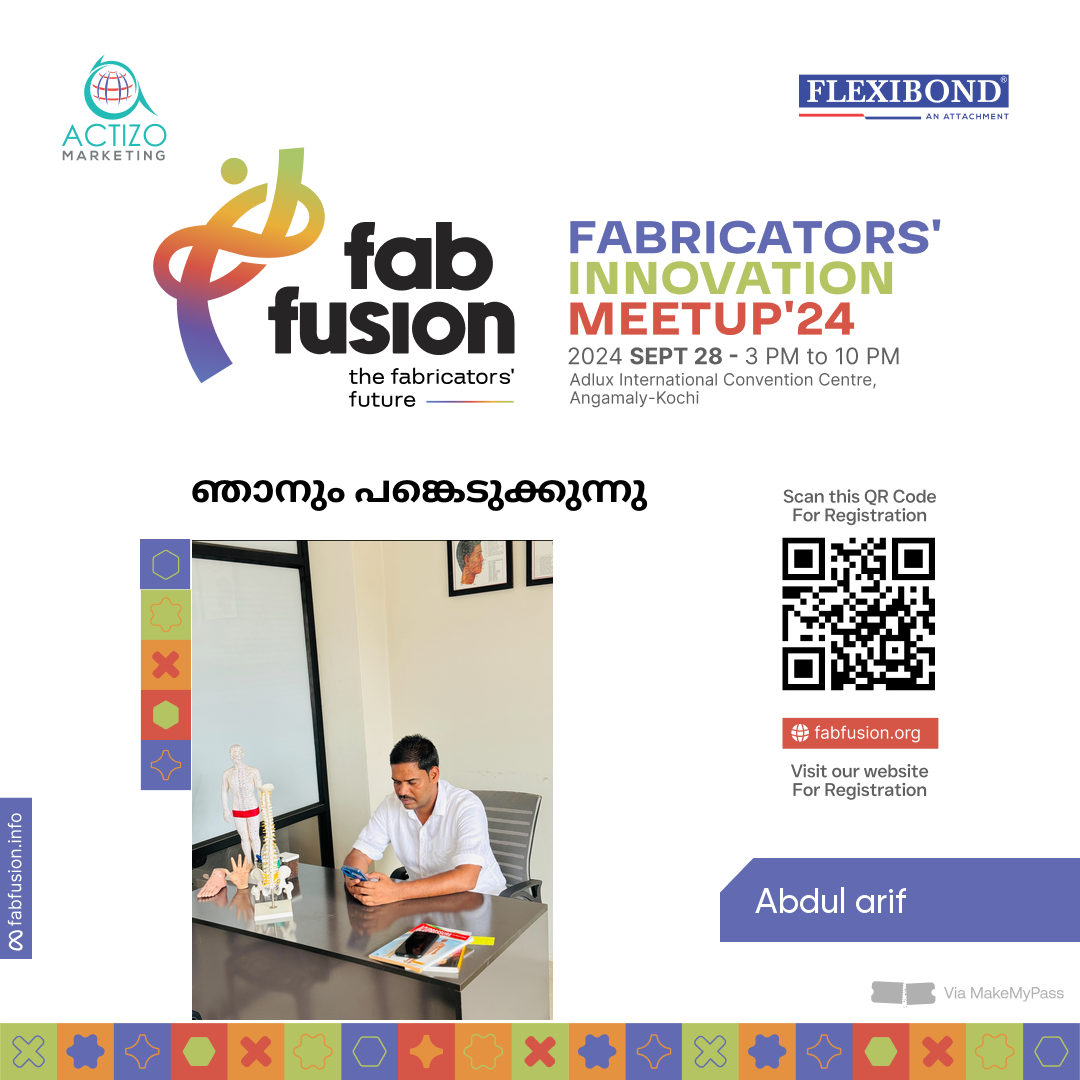 ACTIZO
MARKETING
FLEXIBOND®
AN ATTACHMENT
fab
fusion
the fabricators'
future
FABRICATORS'
INNOVATION
MEETUP'24
2024 SEPT 28 - 3 PM to 10 PM
Adlux International Convention Centre,
Angamaly-Kochi
ഞാനും പങ്കെടുക്കുന്നു
Scan this QR Code
For Registration
fabfusion.org
Visit our website
For Registration
fabfusion.info
Abdul arif
Via MakeMyPass